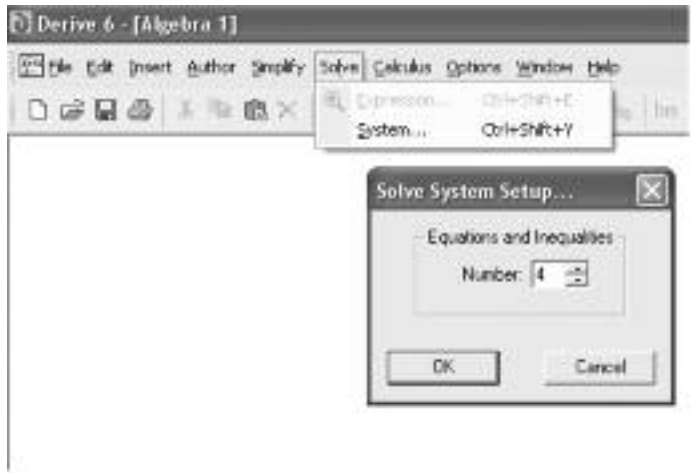 Derive 6 - [Algebra 1]
File Edit Insert Author Simplify Solve Calculus Options Window Help
Expression... Ctrl+Shift+E
System... Ctrl+Shift+Y
Solve System Setup...
Equations and Inequalities
Number: 4
OK Cancel